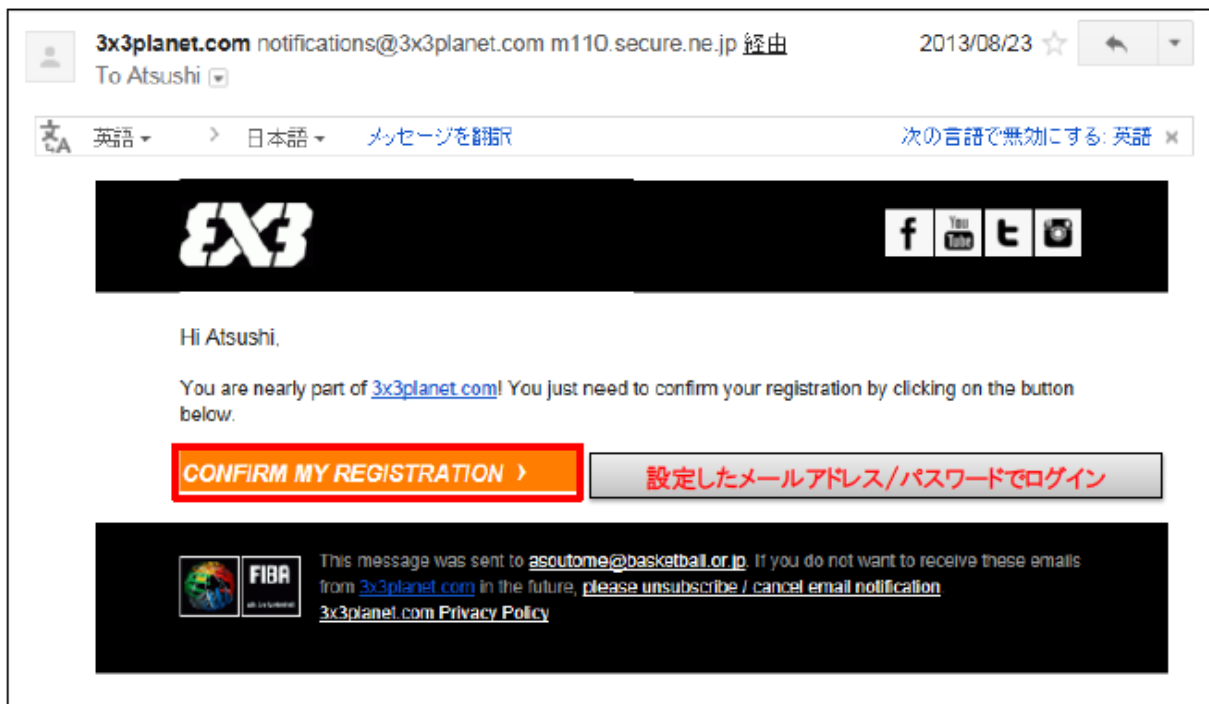 3x3planet.com notifications@3x3planet.com m110.secure.ne.jp 経由 2013/08/23
To Atsushi
英語 > 日本語 メッセージを翻訳 次の言語で無効にする: 英語 ×
3X3 f You Tube t
Hi Atsushi,
You are nearly part of 3x3planet.com! You just need to confirm your registration by clicking on the button
below.
CONFIRM MY REGISTRATION › 設定したメールアドレス/パスワードでログイン
This message was sent to asoutome@basketball.or.jp. If you do not want to receive these emails
FIBA from 3x3planet.com in the future, please unsubscribe / cancel email notification.
3x3planet.com Privacy Policy